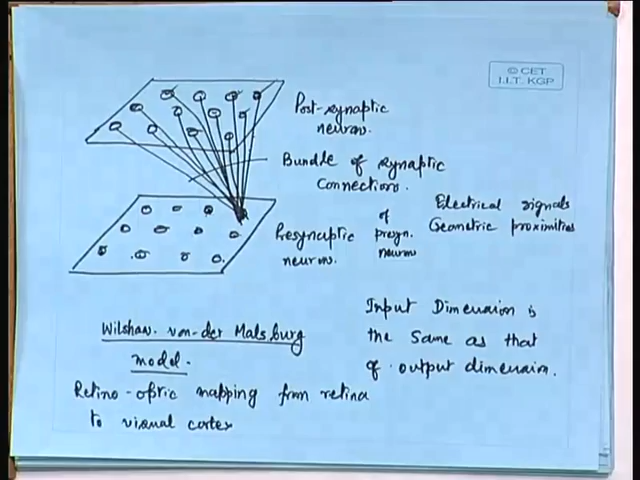 © CET
I.I.T. KGP
Post-synaptic
neuron.
Bundle of synaptic
connections.
Electrical signals
of
Geometric proximities
Presynaptic
presyn.
neuron.
neurons
Wilshaw. von-der Malsburg
model.
Retino-optic mapping from retina
to visual cortex
Input Dimension is
the same as that
of output dimension.